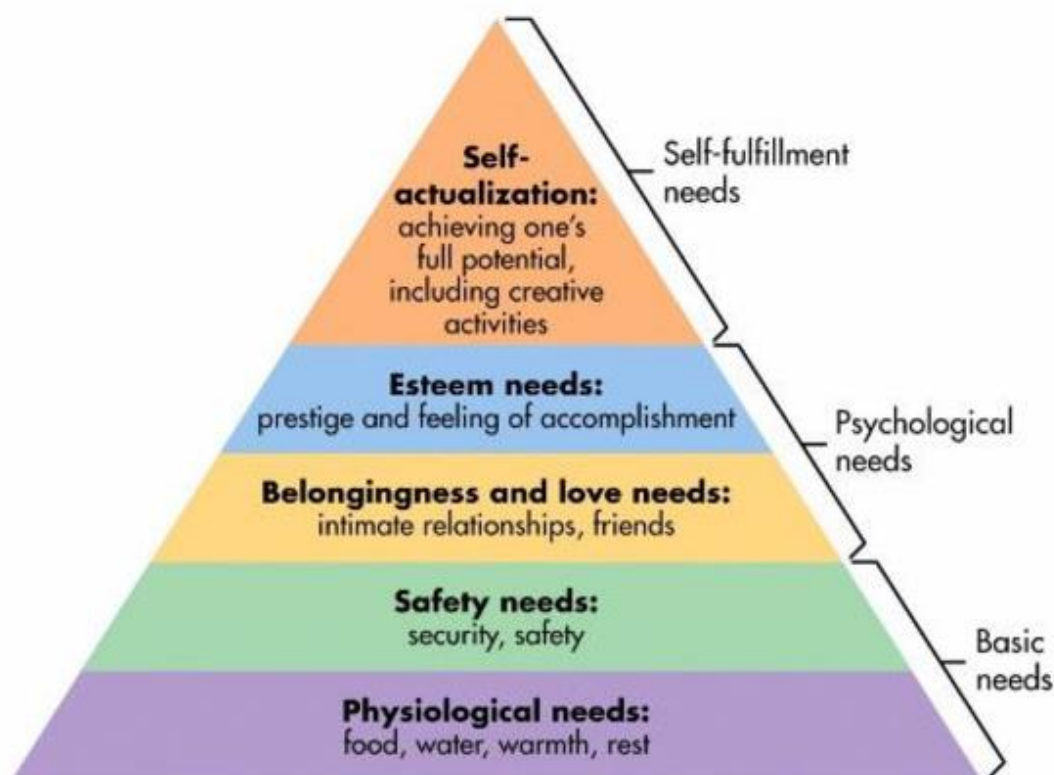 Self-
actualization:
achieving one's
full potential,
including creative
activities
Self-fulfillment
needs
Esteem needs:
prestige and feeling of accomplishment
Belongingness and love needs:
intimate relationships, friends
Psychological
needs
Safety needs:
security, safety
Physiological needs:
food, water, warmth, rest
Basic
needs